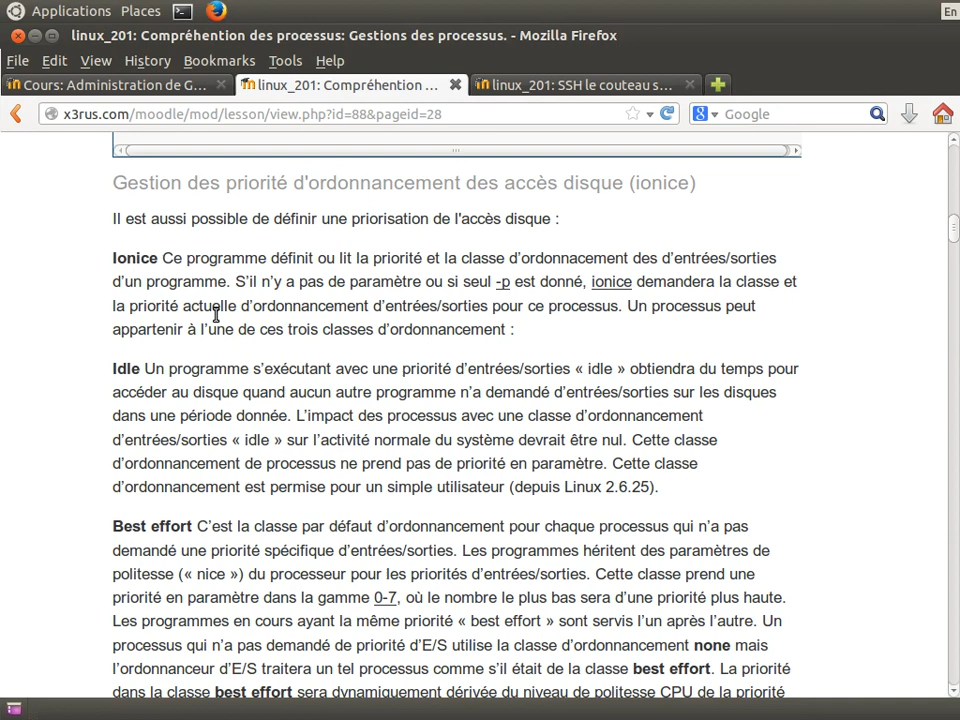 Applications Places En
linux_201: Compréhention des processus: Gestions des processus. - Mozilla Firefox
File Edit View History Bookmarks Tools Help
Cours: Administration de G... linux_201: Compréhention ... linux_201: SSH le couteau s...
x3rus.com/moodle/mod/lesson/view.php?id=88&pageid=28 Google
Gestion des priorité d'ordonnancement des accès disque (ionice)
Il est aussi possible de définir une priorisation de l'accès disque :
Ionice Ce programme définit ou lit la priorité et la classe d’ordonnacement des d’entrées/sorties
d’un programme. S’il n’y a pas de paramètre ou si seul -p est donné, ionice demandera la classe et
la priorité actuelle d’ordonnancement d’entrées/sorties pour ce processus. Un processus peut
appartenir à l’une de ces trois classes d’ordonnancement :
Idle Un programme s’exécutant avec une priorité d’entrées/sorties « idle » obtiendra du temps pour
accéder au disque quand aucun autre programme n’a demandé d’entrées/sorties sur les disques
dans une période donnée. L’impact des processus avec une classe d’ordonnancement
d’entrées/sorties « idle » sur l’activité normale du système devrait être nul. Cette classe
d’ordonnancement de processus ne prend pas de priorité en paramètre. Cette classe
d’ordonnancement est permise pour un simple utilisateur (depuis Linux 2.6.25).
Best effort C’est la classe par défaut d’ordonnancement pour chaque processus qui n’a pas
demandé une priorité spécifique d’entrées/sorties. Les programmes héritent des paramètres de
politesse (« nice ») du processeur pour les priorités d’entrées/sorties. Cette classe prend une
priorité en paramètre dans la gamme 0-7, où le nombre le plus bas sera d’une priorité plus haute.
Les programmes en cours ayant la même priorité « best effort » sont servis l’un après l’autre. Un
processus qui n’a pas demandé de priorité d’E/S utilise la classe d’ordonnancement none mais
l’ordonnanceur d’E/S traitera un tel processus comme s’il était de la classe best effort. La priorité
dans la classe best effort sera dynamiquement dérivée du niveau de politesse CPU de la priorité